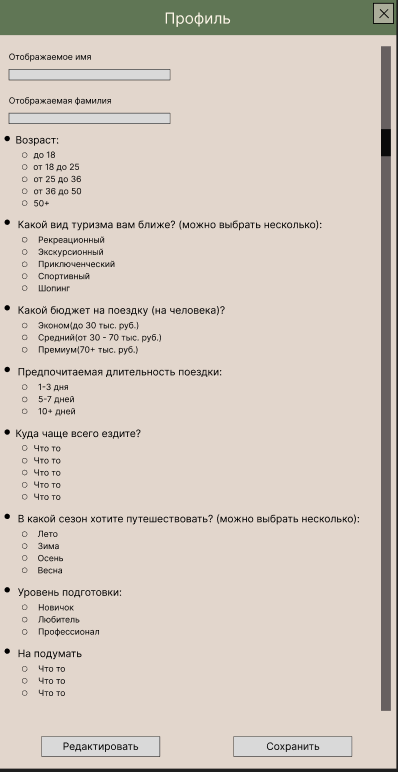 Профиль
Отображаемое имя
Отображаемая фамилия
Возраст:
до 18
от 18 до 25
от 25 до 36
от 36 до 50
50+
Какой вид туризма вам ближе? (можно выбрать несколько):
Рекреационный
Экскурсионный
Приключенческий
Спортивный
Шопинг
Какой бюджет на поездку (на человека)?
Эконом(до 30 тыс. руб.)
Средний(от 30 - 70 тыс. руб.)
Премиум(70+ тыс. руб.)
Предпочитаемая длительность поездки:
1-3 дня
5-7 дней
10+ дней
Куда чаще всего ездите?
Что то
Что то
Что то
Что то
Что то
В какой сезон хотите путешествовать? (можно выбрать несколько):
Лето
Зима
Осень
Весна
Уровень подготовки:
Новичок
Любитель
Профессионал
На подумать
Что то
Что то
Что то
Редактировать
Сохранить